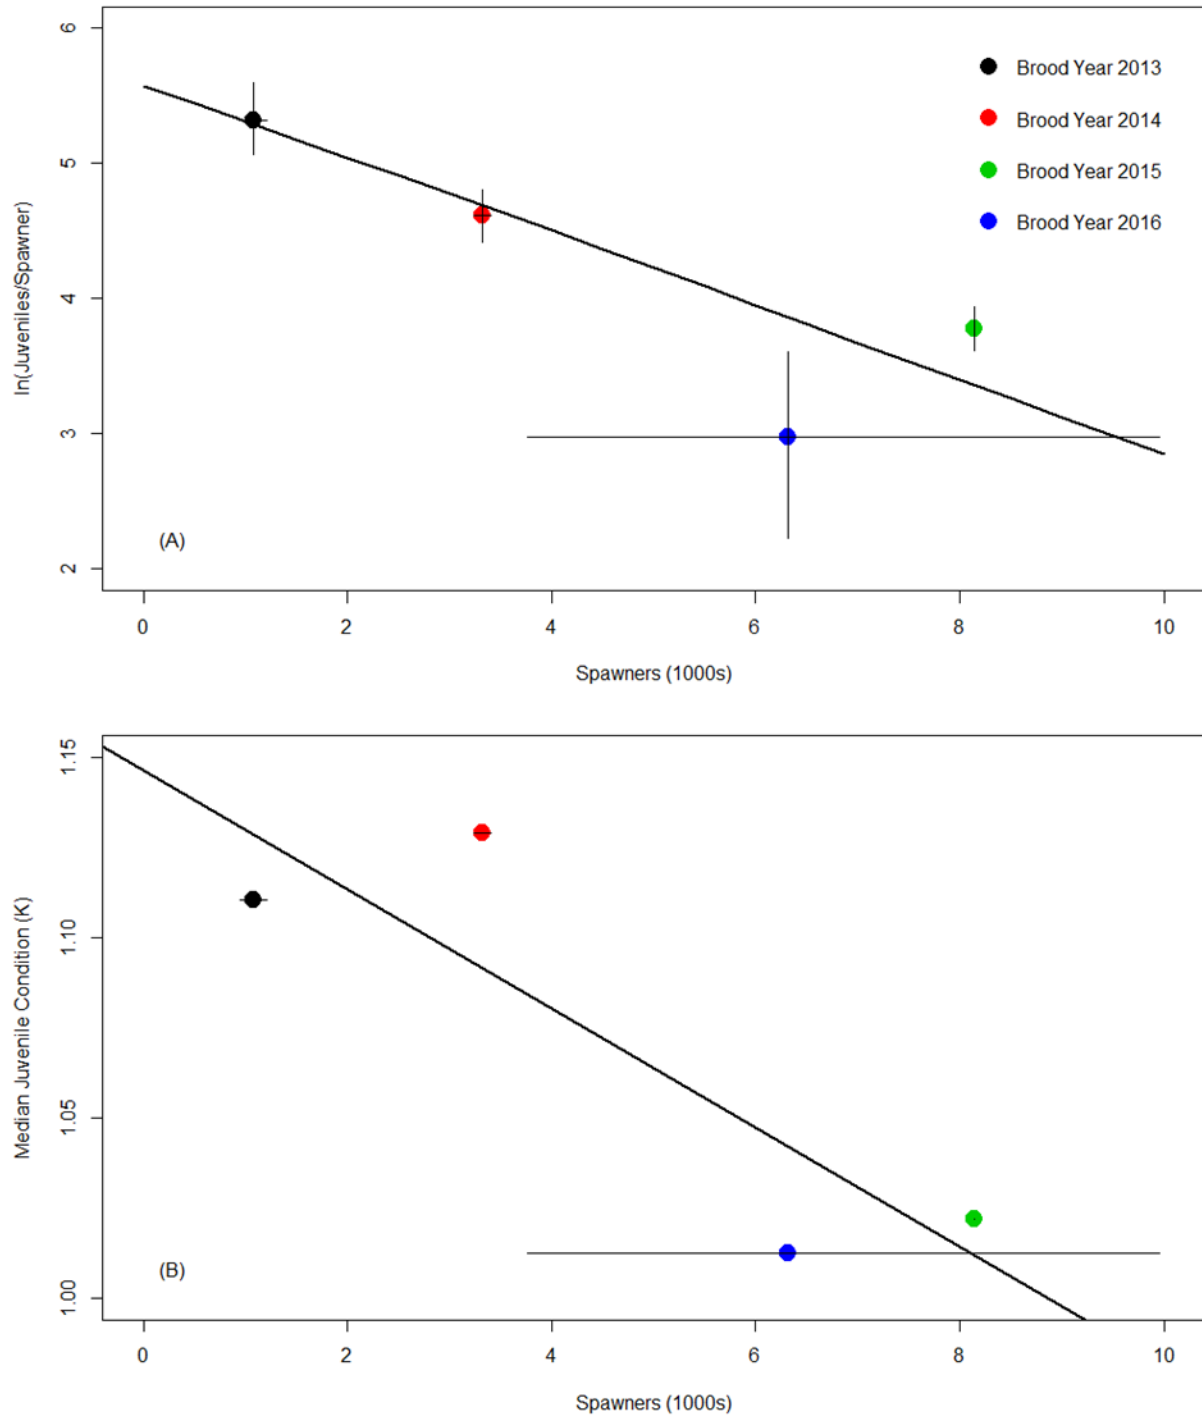 6
5
4
3
2
ln(Juveniles/Spawner)
Brood Year 2013
Brood Year 2014
Brood Year 2015
Brood Year 2016
(A)
0 2 4 6 8 10
Spawners (1000s)
1.15
1.10
1.05
1.00
Median Juvenile Condition (K)
(B)
0 2 4 6 8 10
Spawners (1000s)